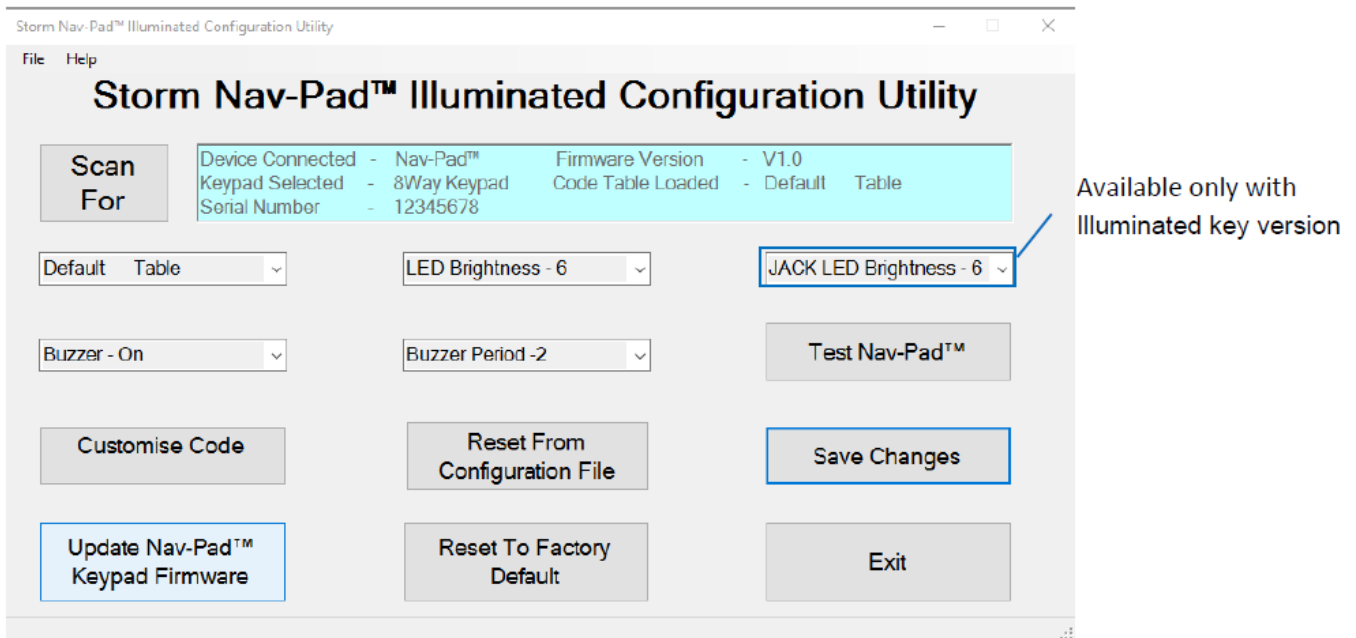 Storm Nav-Pad™ Illuminated Configuration Utility
File Help
Storm Nav-Pad™ Illuminated Configuration Utility
Scan
For
Device Connected - Nav-Pad™ Firmware Version - V1.0
Keypad Selected - 8Way Keypad Code Table Loaded - Default Table
Serial Number - 12345678
Available only with
Illuminated key version
Default Table
LED Brightness - 6
JACK LED Brightness - 6
Buzzer - On
Buzzer Period -2
Test Nav-Pad™
Customise Code
Reset From
Configuration File
Save Changes
Update Nav-Pad™
Keypad Firmware
Reset To Factory
Default
Exit